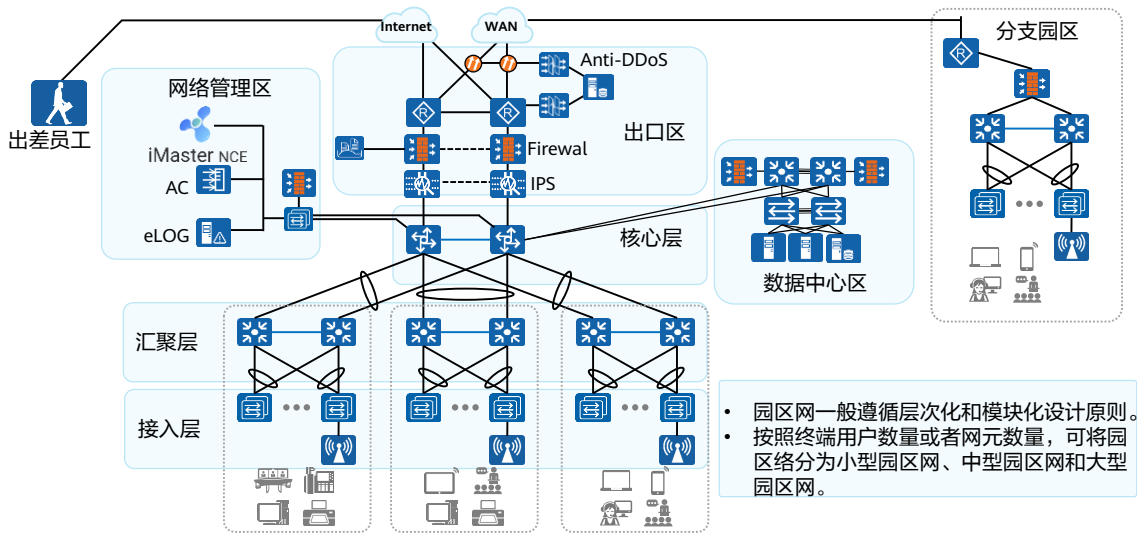 Internet
WAN
分支园区
Anti-DDoS
网络管理区
出差员工
出口区
iMaster NCE
Firewal
AC
IPS
eLOG
核心层
数据中心区
汇聚层
接入层
• 园区网一般遵循层次化和模块化设计原则。
• 按照终端用户数量或者网元数量，可将园
区络分为小型园区网、中型园区网和大型
园区网。
R
R
R